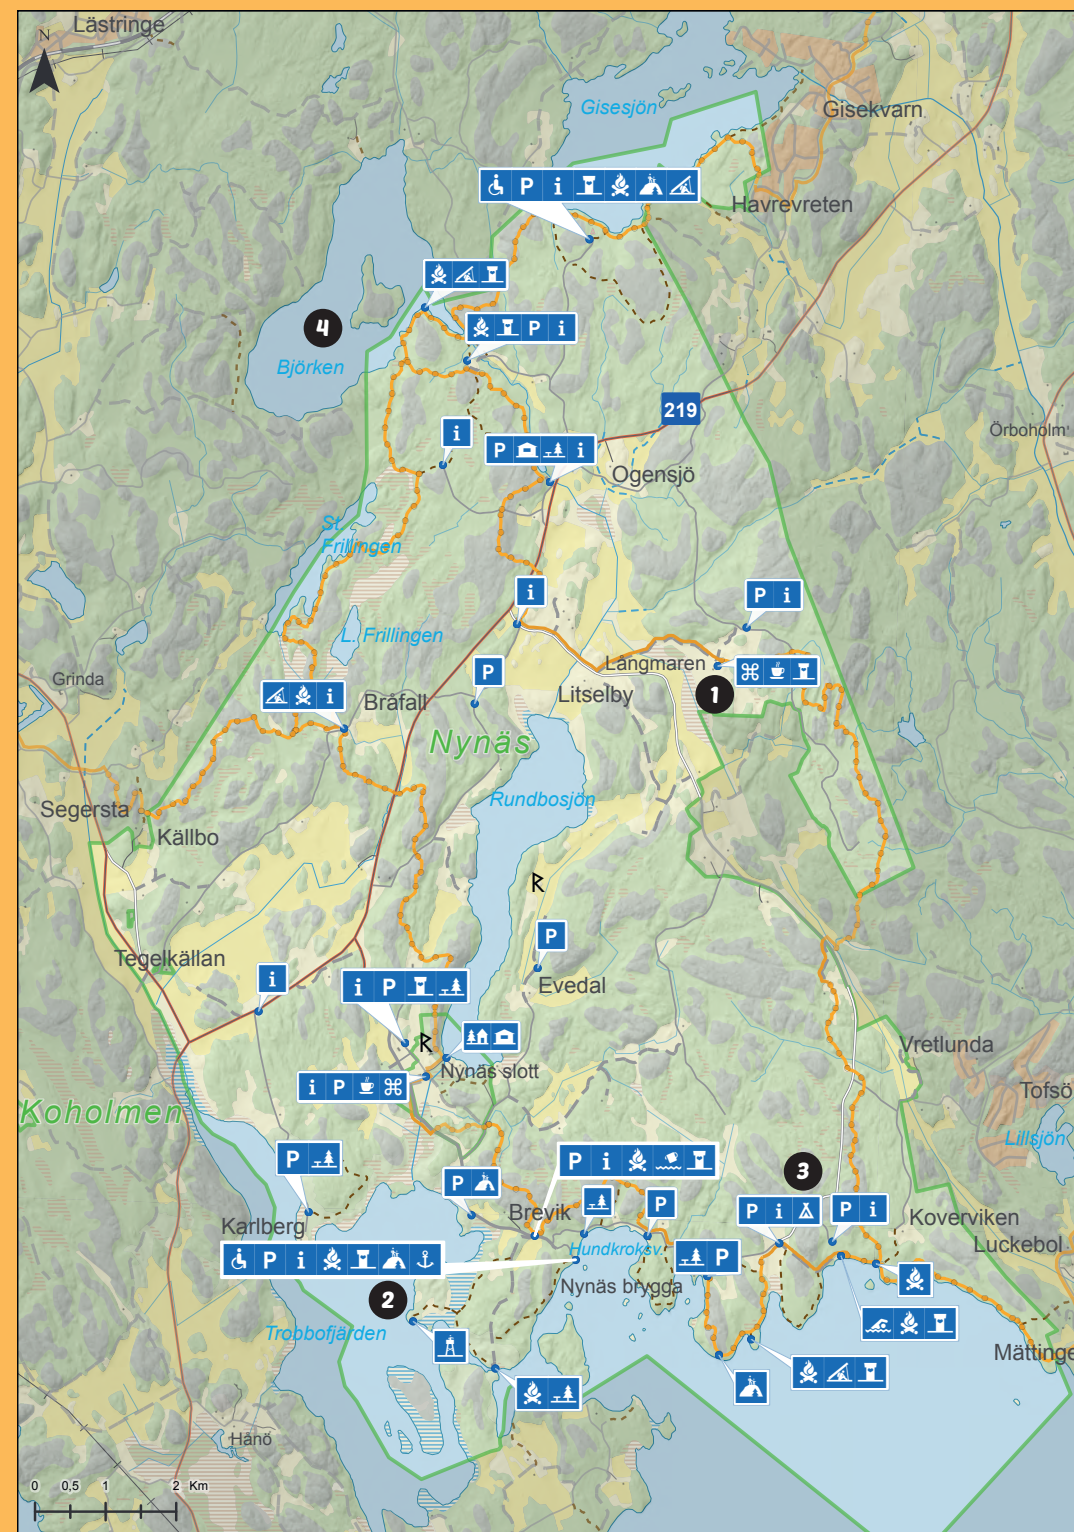 Lästringe
N
Gisesjön
Gisekvarn
P i
Havrevreten
4
P i
Björken
219
i
P i
Örboholm
Ogensjö
St.
Frillingen
i
P i
L. Frillingen
Långmaren
Grinda
P
1
i
Bråfall
Litselby
Nynäs
Rundbosjön
Segersta
Källbo
P
Tegelkällan
i
Evedal
i P
Vretlunda
Nynäs slott
i P
Tofsö
Koholmen
Lillsjön
P
P i
3
P
Brevik
P
P i
P i
Karlberg
Koverviken
Hundkroksv.
Luckebol
P i
P
Nynäs brygga
2
Trobbofjärden
Mättinge
Hånö
0 0,5 1 2 Km